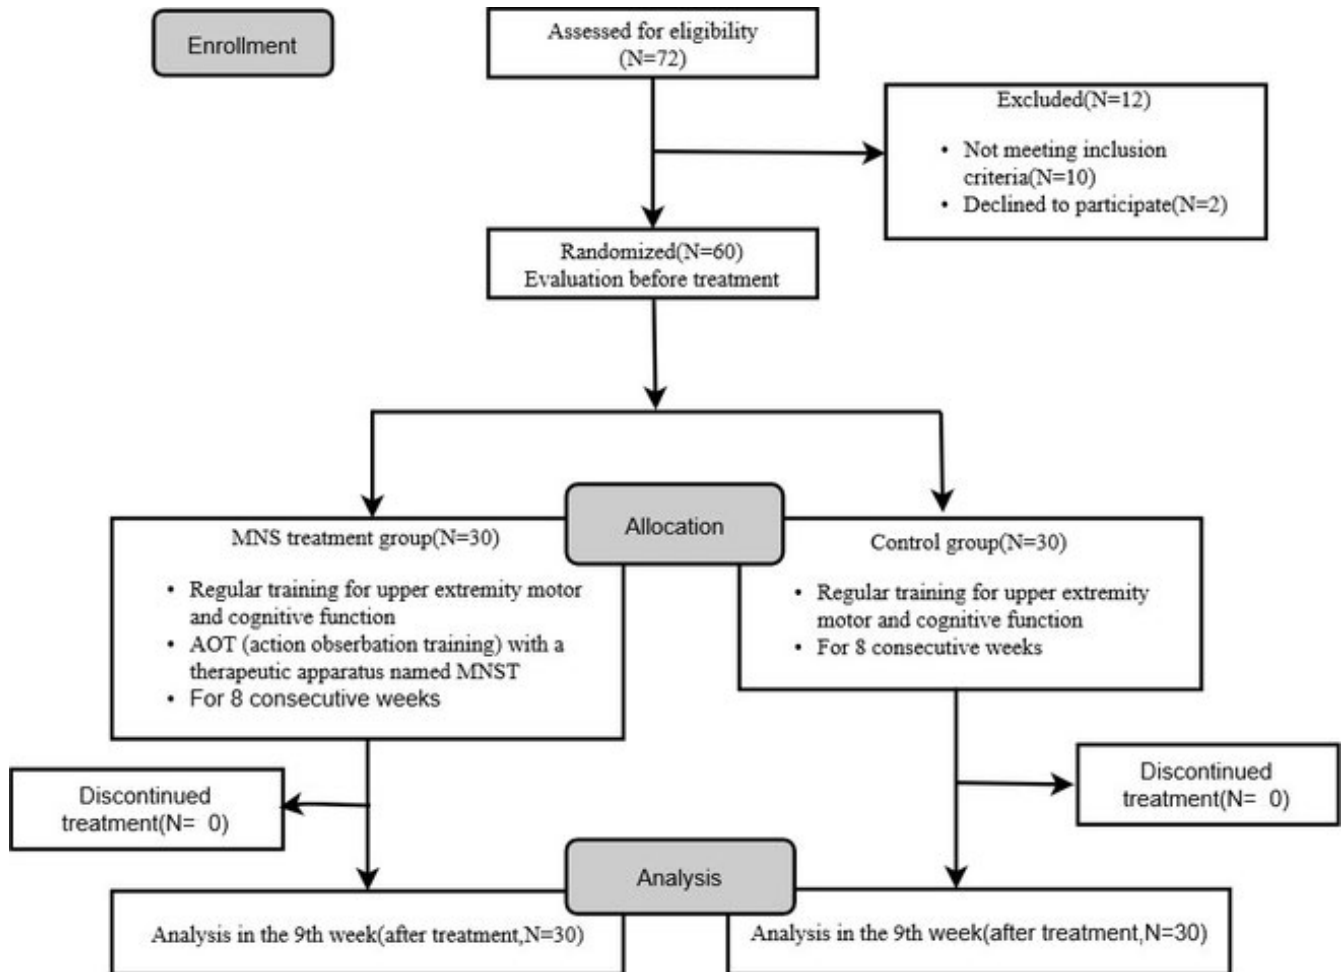 Enrollment
Assessed for eligibility
(N=72)
Excluded(N=12)
• Not meeting inclusion
criteria(N=10)
• Declined to participate(N=2)
Randomized(N=60)
Evaluation before treatment
Allocation
MNS treatment group(N=30)
• Regular training for upper extremity motor
and cognitive function
• AOT (action obserbation training) with a
therapeutic apparatus named MNST
• For 8 consecutive weeks
Control group(N=30)
• Regular training for upper extremity
motor and cognitive function
• For 8 consecutive weeks
Discontinued
treatment(N= 0)
Discontinued
treatment(N= 0)
Analysis
Analysis in the 9th week(after treatment,N=30)
Analysis in the 9th week(after treatment,N=30)